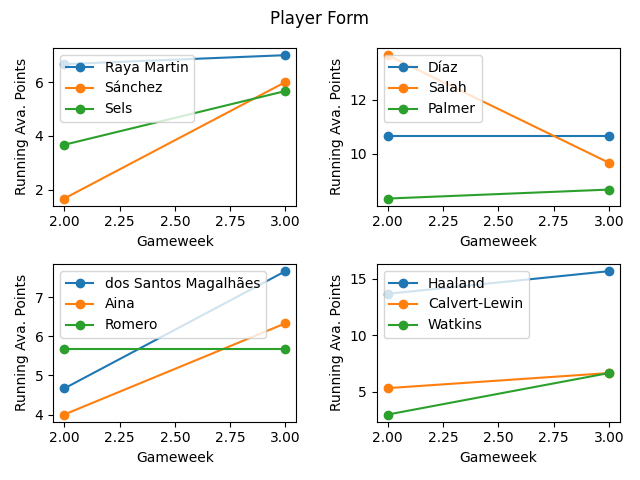 Player Form
Running Ava. Points
6
4
2
Raya Martin
Sánchez
Sels
2.00 2.25 2.50 2.75 3.00
Gameweek
Running Ava. Points
12
10
Díaz
Salah
Palmer
2.00 2.25 2.50 2.75 3.00
Gameweek
Running Ava. Points
7
6
5
4
dos Santos Magalhães
Aina
Romero
2.00 2.25 2.50 2.75 3.00
Gameweek
Running Ava. Points
15
10
5
Haaland
Calvert-Lewin
Watkins
2.00 2.25 2.50 2.75 3.00
Gameweek